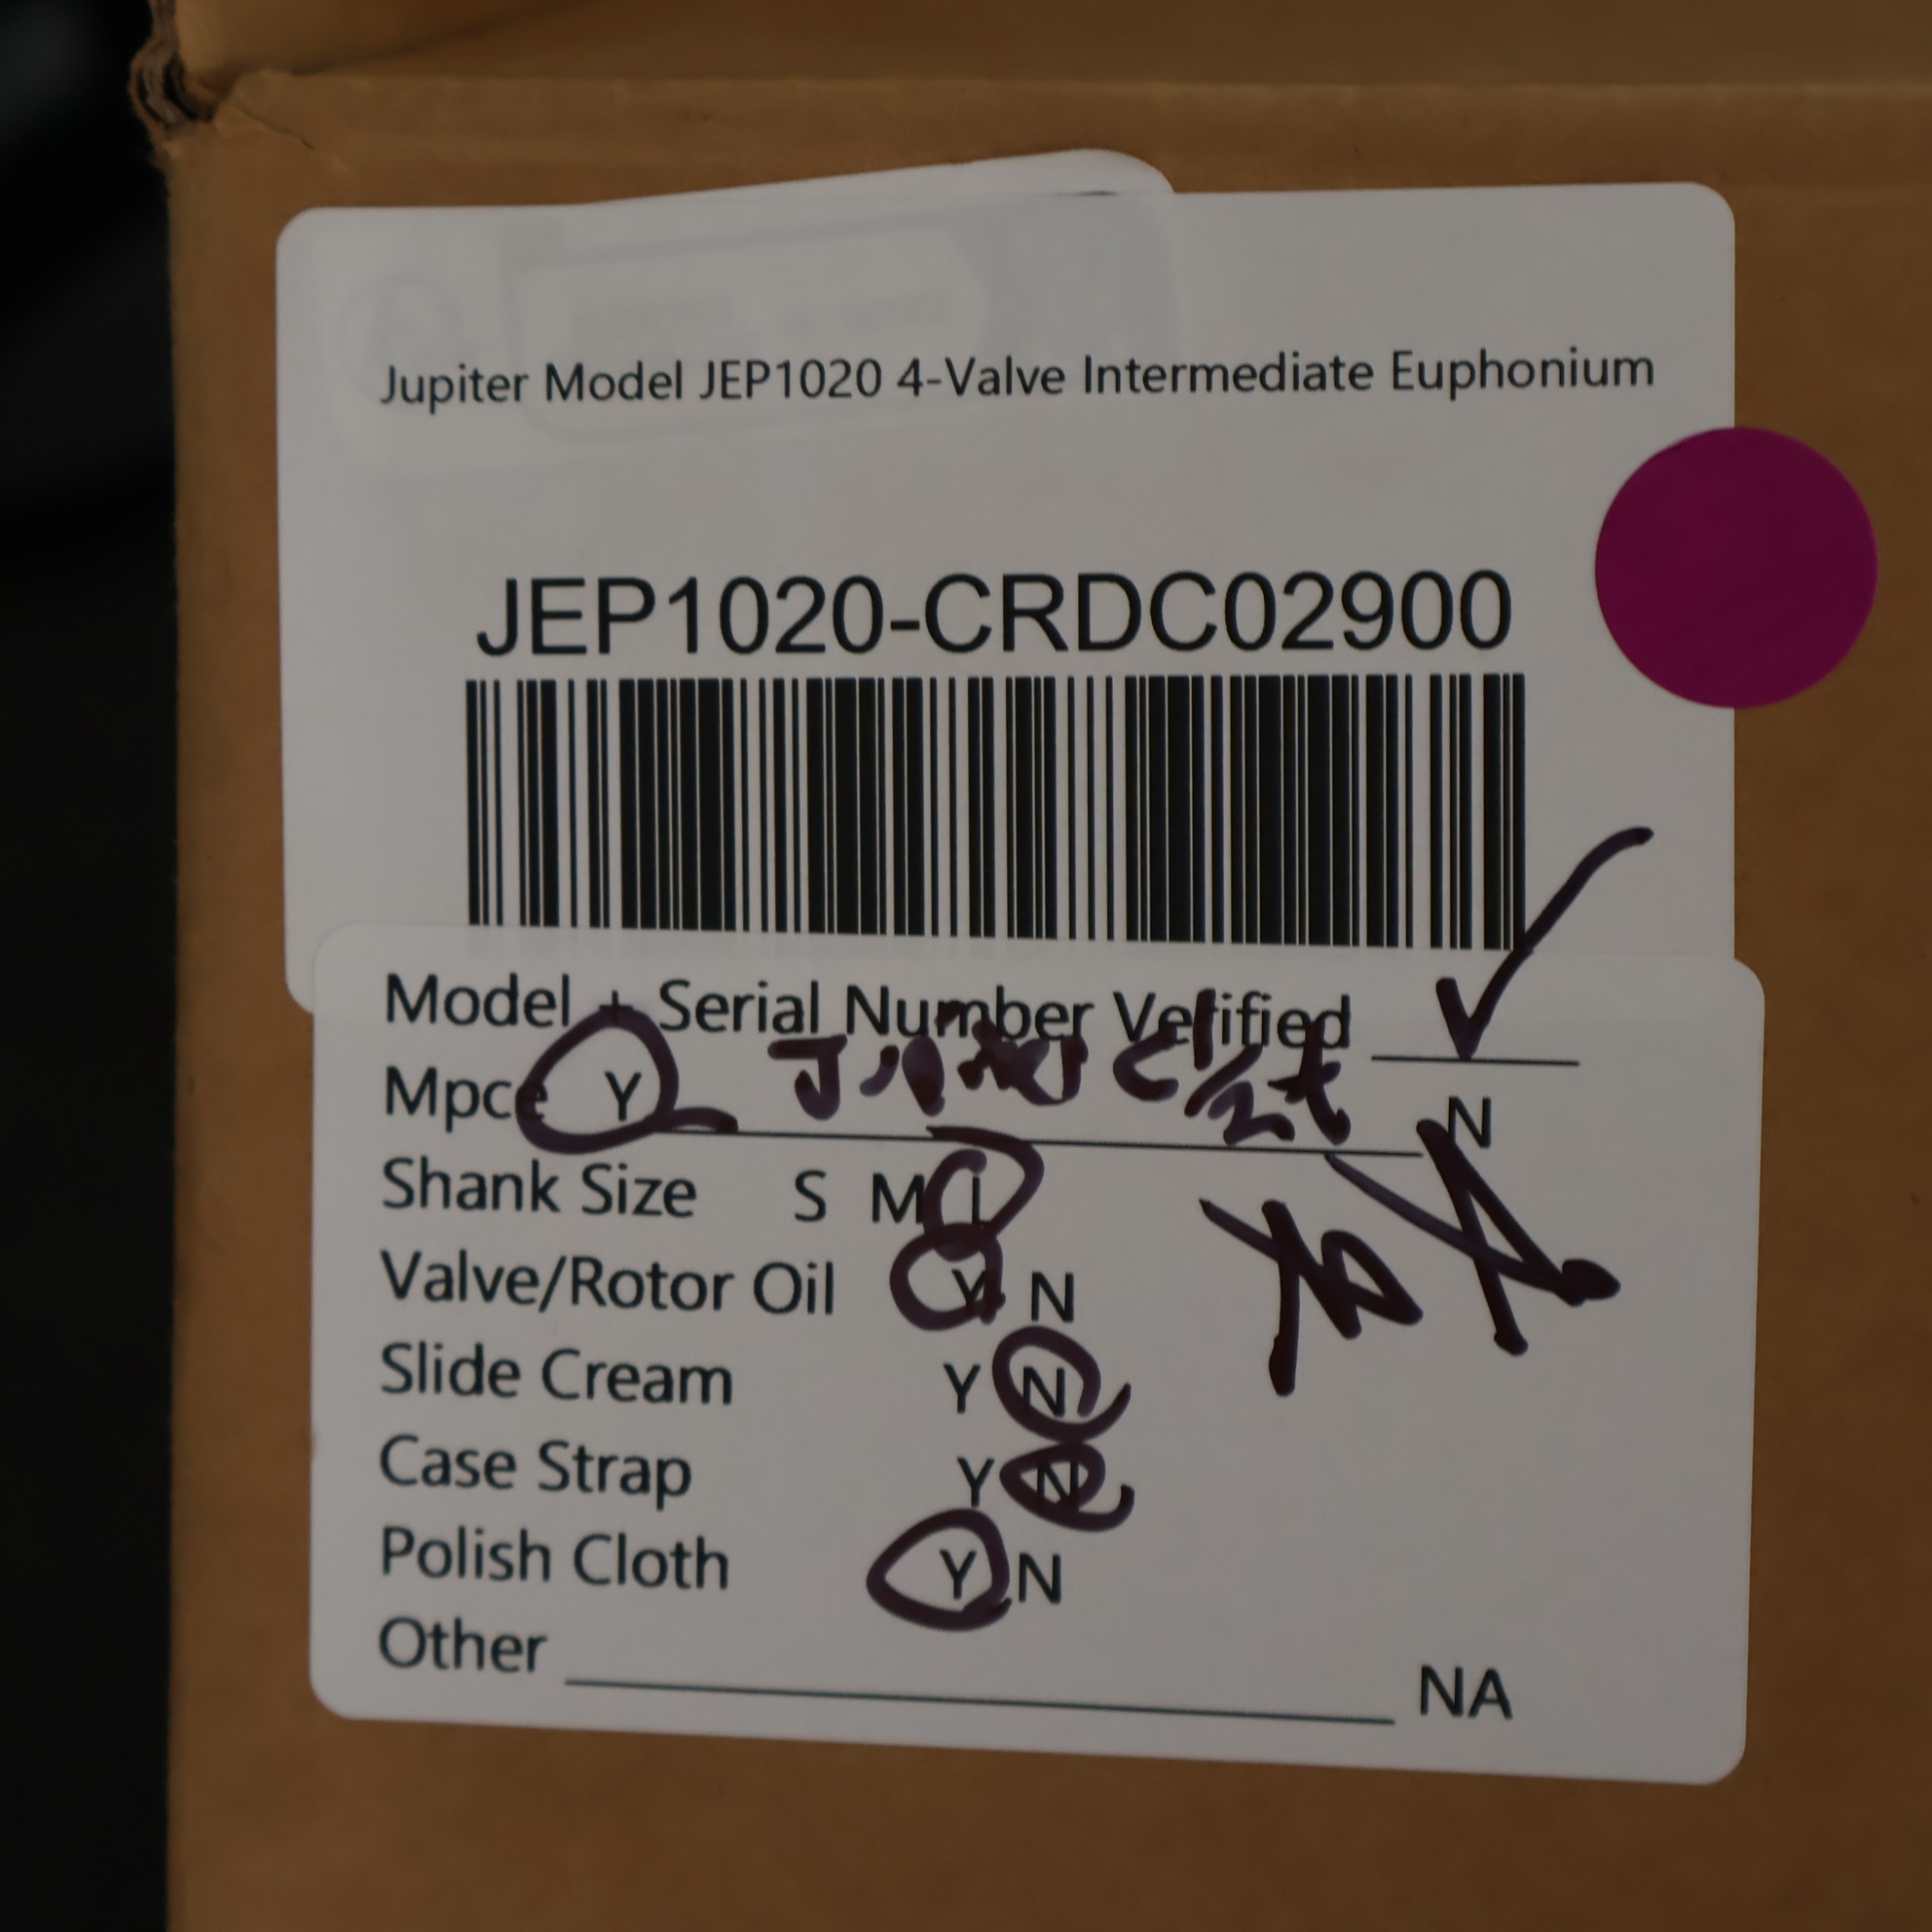 Jupiter Model JEP1020 4-Valve Intermediate Euphonium
JEP1020-CRDC02900
Model + Serial Number Verified ✓
Mpce Y Jupiter N
Shank Size S M L
Valve/Rotor Oil Y N
Slide Cream Y N
Case Strap Y N
Polish Cloth Y N
Other NA